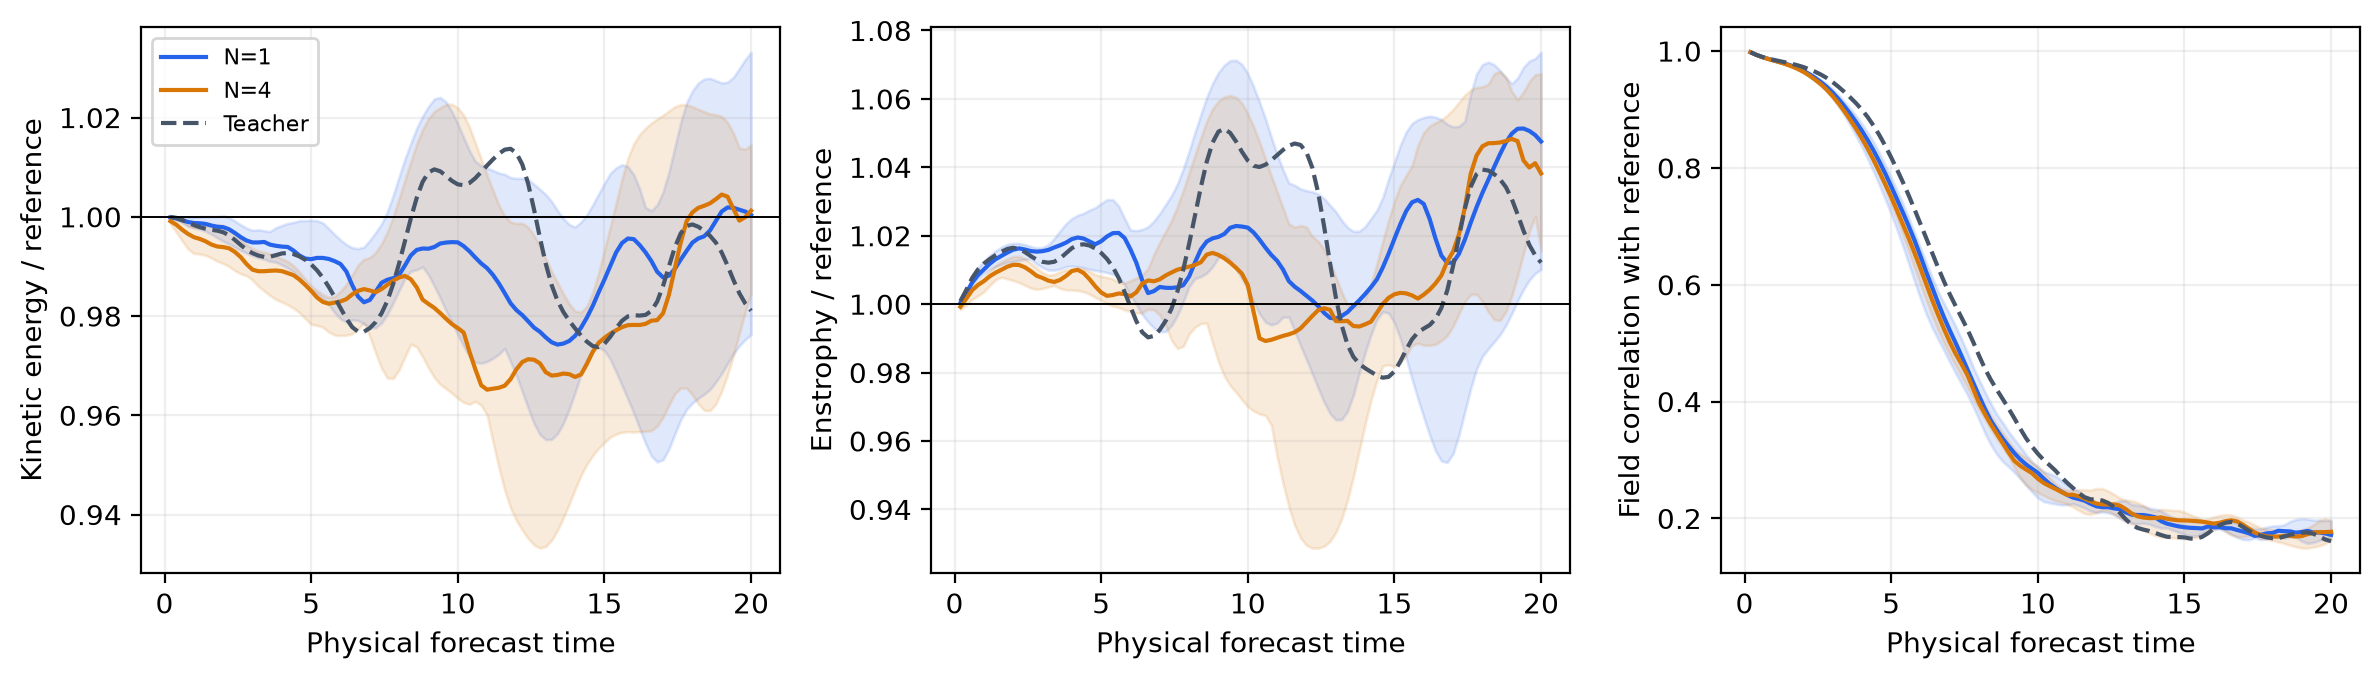 N=1
N=4
Teacher
Kinetic energy / reference
1.02
1.00
0.98
0.96
0.94
0 5 10 15 20
Physical forecast time
Enstrophy / reference
1.08
1.06
1.04
1.02
1.00
0.98
0.96
0.94
0 5 10 15 20
Physical forecast time
Field correlation with reference
1.0
0.8
0.6
0.4
0.2
0 5 10 15 20
Physical forecast time